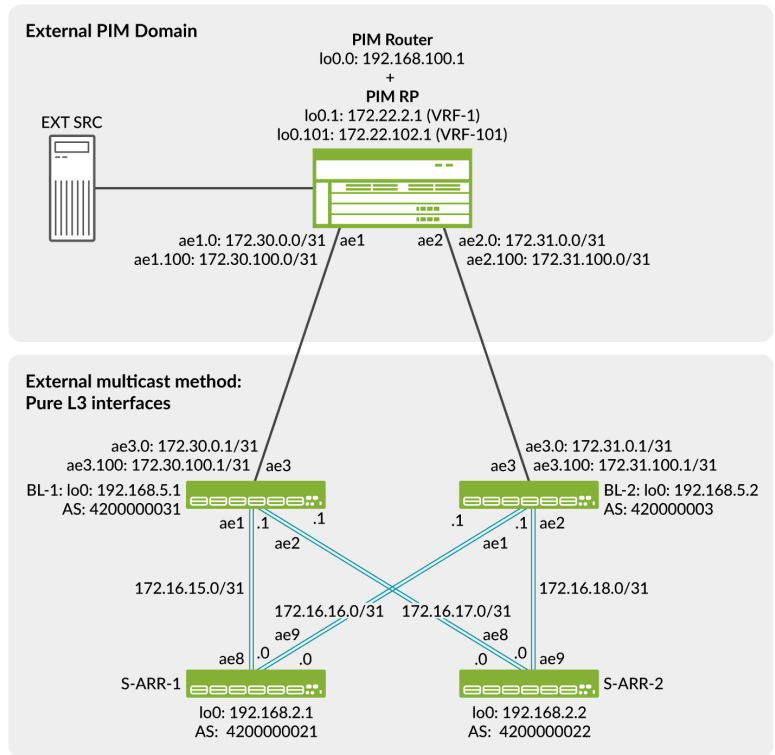 External PIM Domain
PIM Router
lo0.0: 192.168.100.1
+
PIM RP
lo0.1: 172.22.2.1 (VRF-1)
lo0.101: 172.22.102.1 (VRF-101)
EXT SRC
ae1.0: 172.30.0.0/31
ae1
ae2
ae2.0: 172.31.0.0/31
ae1.100: 172.30.100.0/31
ae2.100: 172.31.100.0/31
External multicast method:
Pure L3 interfaces
ae3.0: 172.30.0.1/31
ae3.100: 172.30.100.1/31
ae3
ae3.0: 172.31.0.1/31
ae3
ae3.100: 172.31.100.1/31
BL-1: lo0: 192.168.5.1
AS: 4200000031
BL-2: lo0: 192.168.5.2
AS: 420000003
ae1
.1
.1
ae2
.1
.1
ae2
ae1
172.16.15.0/31
172.16.18.0/31
172.16.16.0/31
172.16.17.0/31
ae9
ae8
ae8
.0
.0
.0
.0
ae9
S-ARR-1
S-ARR-2
lo0: 192.168.2.1
AS: 4200000021
lo0: 192.168.2.2
AS: 4200000022